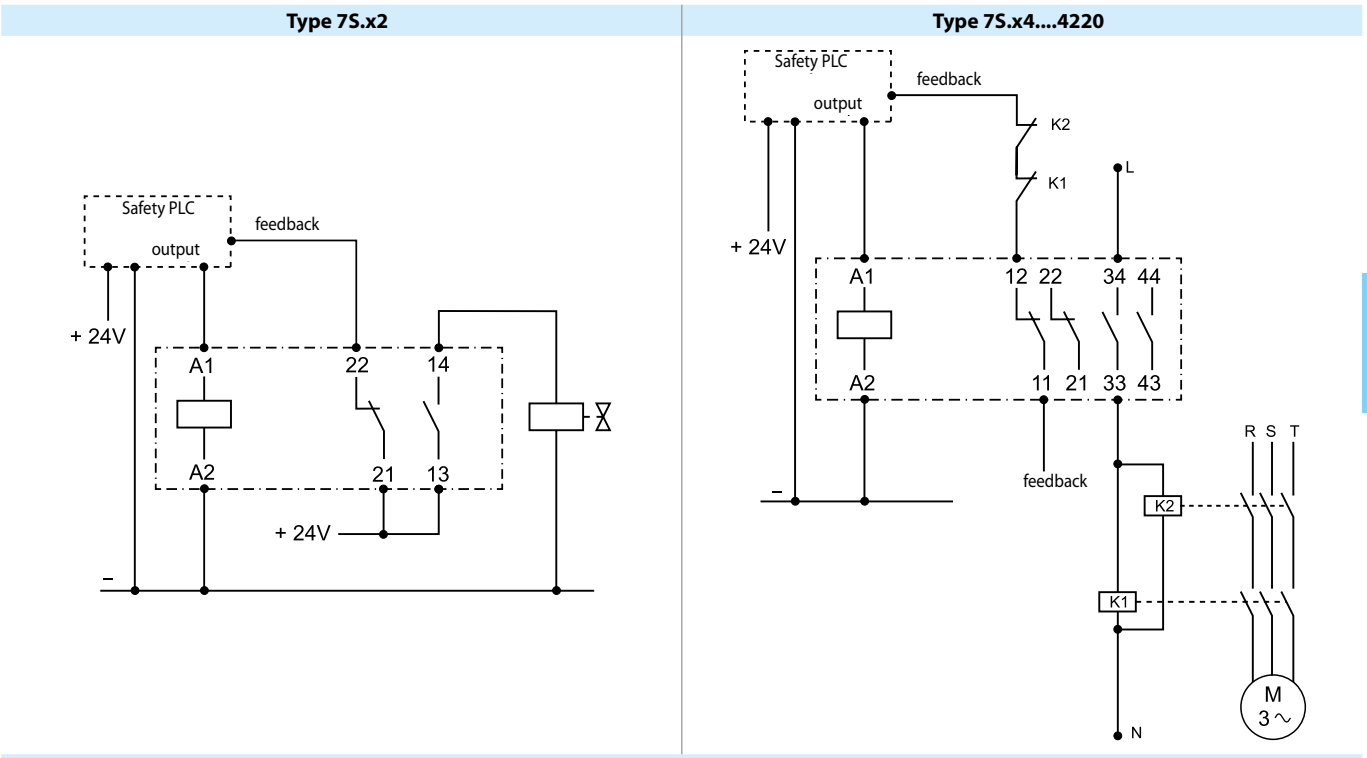 Type 7S.x2
Safety PLC
output
feedback
+ 24V
A1
22
14
A2
21
13
+ 24V
–
Type 7S.x4....4220
Safety PLC
output
feedback
K2
K1
L
+ 24V
A1
12 22 34 44
A2
11 21 33 43
feedback
–
R S T
K2
K1
M
3 ~
N